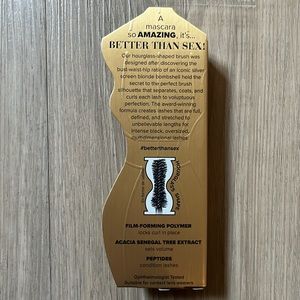 A
mascara
so AMAZING, it's...
BETTER THAN SEX!
Our hourglass-shaped brush was
designed after discovering the
bust-waist-hip ratio of an iconic silver
screen blonde bombshell held the
secret to the perfect brush
silhouette that separates, coats, and
curls each lash to voluptuous
perfection. The award-winning
formula creates lashes that are full,
defined, and stretched to
unbelievable lengths for
intense black, oversized,
multidimensional lashes.
#betterthansex
FILM-FORMING POLYMER
locks curl in place
ACACIA SENEGAL TREE EXTRACT
sets volume
PEPTIDES
condition lashes
Ophthalmologist Tested
Suitable for contact lens wearers